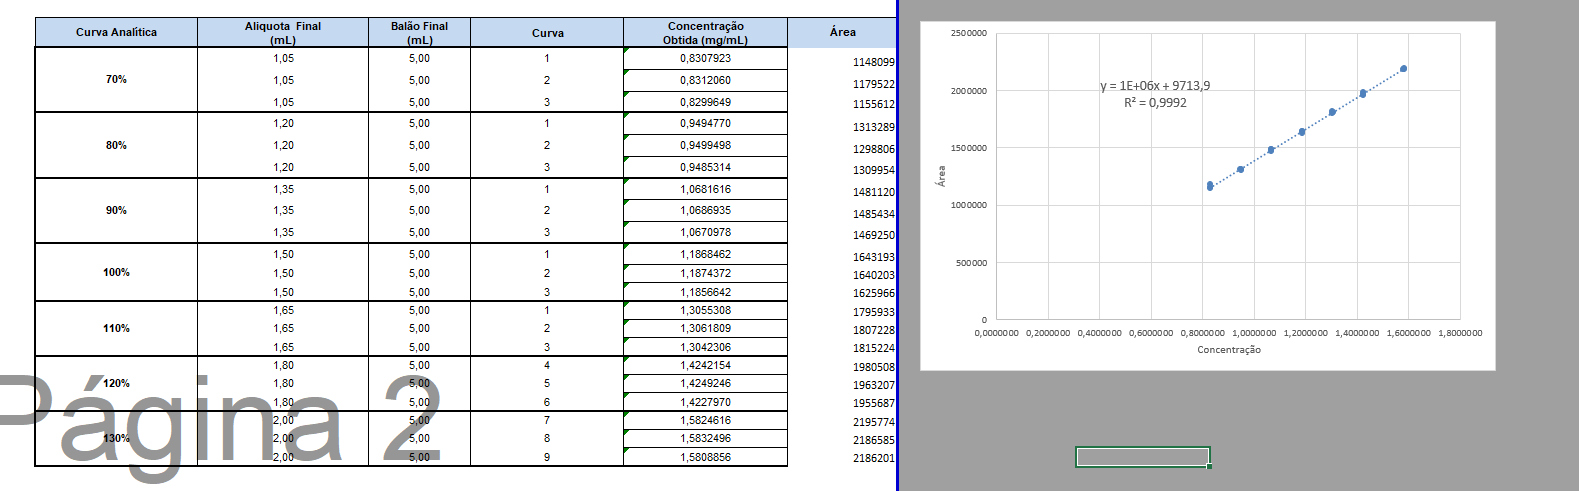 Curva Analítica Aliquota Final (mL) Balão Final (mL) Curva Concentração Obtida (mg/mL) Área
70% 1,05 5,00 1 0,8307923 1148099
1,05 5,00 2 0,8312060 1179522
1,05 5,00 3 0,8299649 1155612
80% 1,20 5,00 1 0,9494770 1313289
1,20 5,00 2 0,9499498 1298806
1,20 5,00 3 0,9485314 1309954
90% 1,35 5,00 1 1,0681616 1481120
1,35 5,00 2 1,0686935 1485434
1,35 5,00 3 1,0670978 1469250
100% 1,50 5,00 1 1,1868462 1643193
1,50 5,00 2 1,1874372 1640203
1,50 5,00 3 1,1856642 1625966
110% 1,65 5,00 1 1,3055308 1795933
1,65 5,00 2 1,3061809 1807228
1,65 5,00 3 1,3042306 1815224
120% 1,80 5,00 4 1,4242154 1980508
1,80 5,00 5 1,4249246 1963207
1,80 5,00 6 1,4227970 1955687
130% 2,00 5,00 7 1,5824616 2195774
2,00 5,00 8 1,5832496 2186585
2,00 5,00 9 1,5808856 2186201
Página 2
2500000
2000000
1500000
1000000
500000
0
y = 1E+06x + 9713,9
R² = 0,9992
Área
0,0000000 0,2000000 0,4000000 0,6000000 0,8000000 1,0000000 1,2000000 1,4000000 1,6000000 1,8000000
Concentração